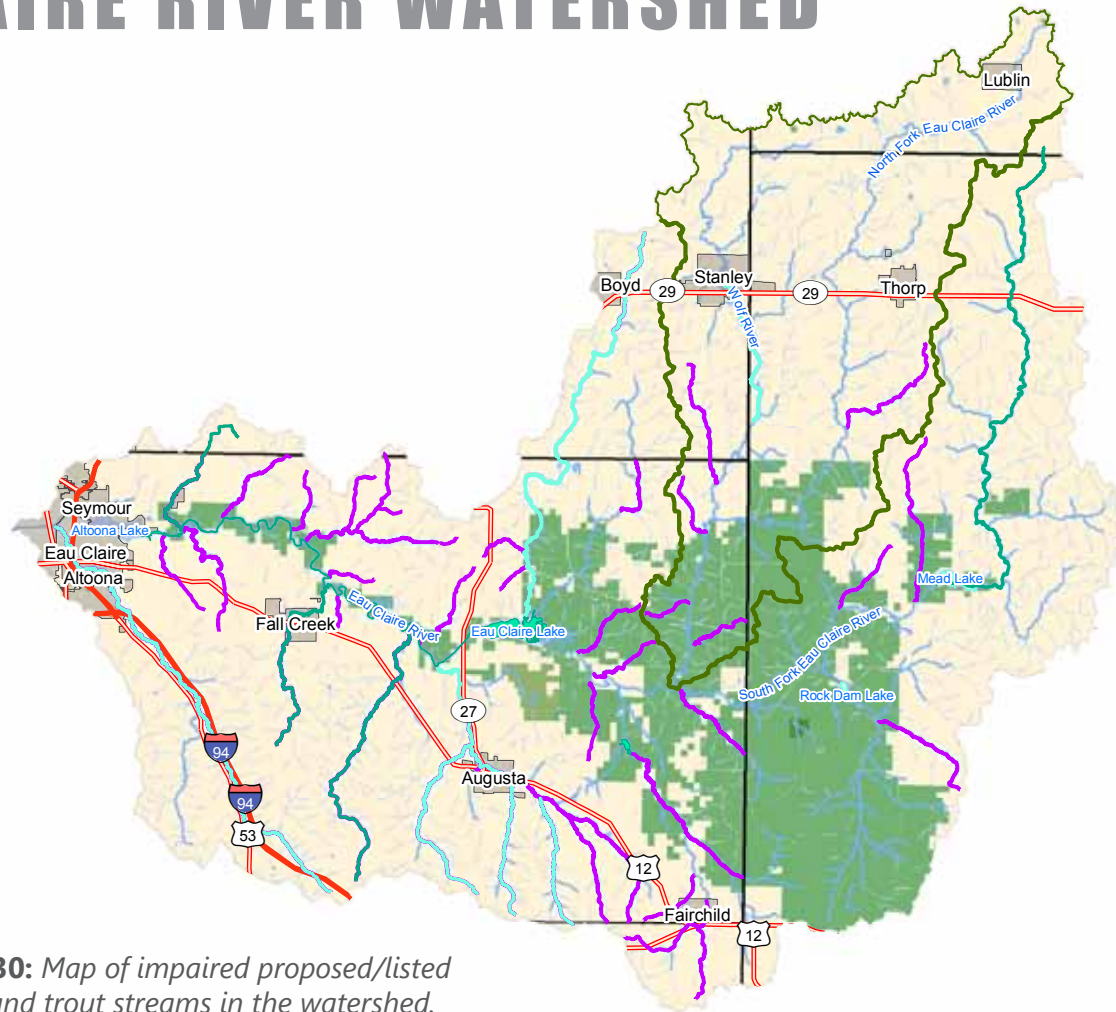 AIRE RIVER WATERSHED
Lublin
North Fork Eau Claire River
Boyd
29
Stanley
29
Thorp
Wolf River
Seymour
Altoona Lake
Eau Claire
Altoona
Fall Creek
Eau Claire River
Eau Claire Lake
Mead Lake
South Fork Eau Claire River
Rock Dam Lake
27
94
Augusta
94
53
12
Fairchild
12
30: Map of impaired proposed/listed
and trout streams in the watershed.